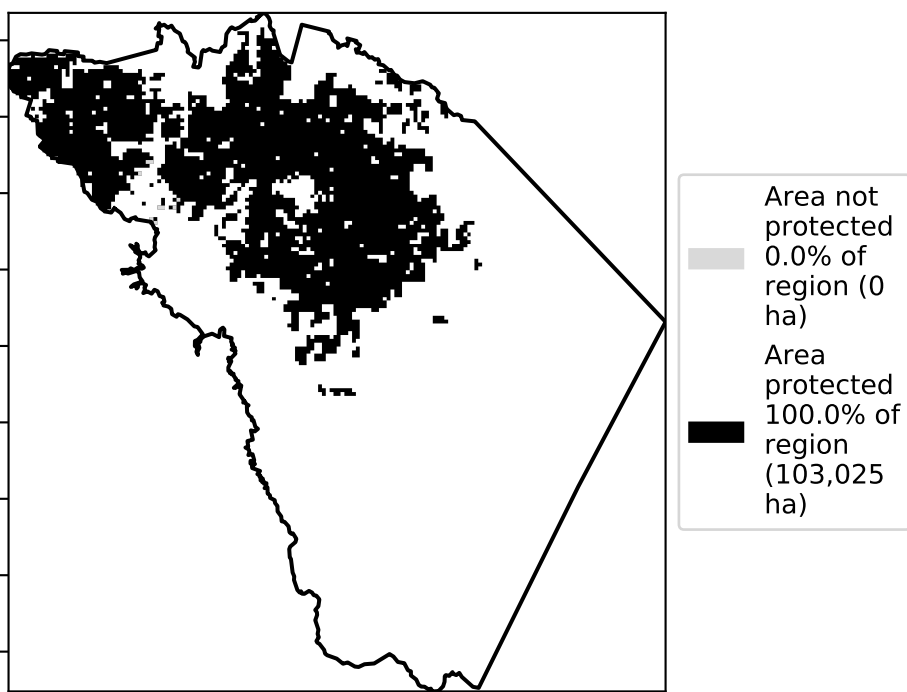 Area not
protected
0.0% of
region (0
ha)
Area
protected
100.0% of
region
(103,025
ha)